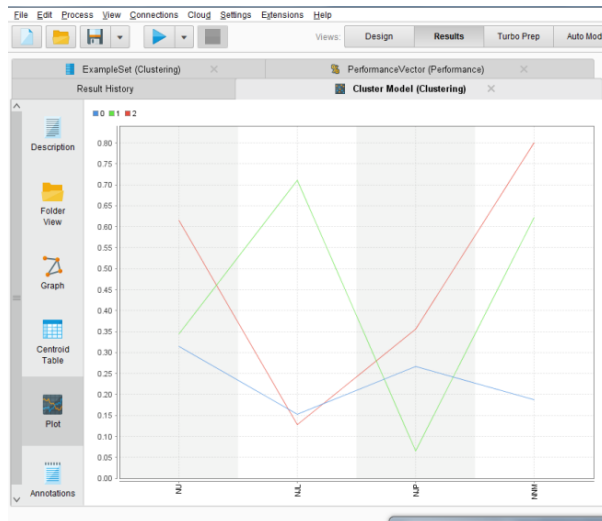 File Edit Process View Connections Cloud Settings Extensions Help
Views: Design Results Turbo Prep Auto Mod
ExampleSet (Clustering) PerformanceVector (Performance)
Result History Cluster Model (Clustering)
Description
Folder
View
Graph
Centroid
Table
Plot
Annotations
0 1 2
0.80
0.75
0.70
0.65
0.60
0.55
0.50
0.45
0.40
0.35
0.30
0.25
0.20
0.15
0.10
0.05
0.00
NU NJL NJP NNM